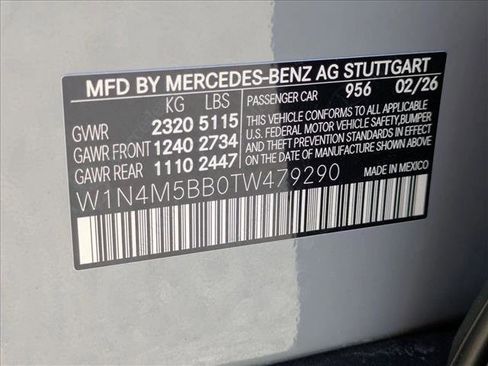 MFD BY MERCEDES-BENZ AG STUTTGART
KG LBS
PASSENGER CAR 956 02/26
GVWR 2320 5115
GAWR FRONT 1240 2734
GAWR REAR 1110 2447
THIS VEHICLE CONFORMS TO ALL APPLICABLE
U.S. FEDERAL MOTOR VEHICLE SAFETY,BUMPER
AND THEFT PREVENTION STANDARDS IN EFFECT
ON THE DATE OF MANUFACTURE SHOWN ABOVE.
W1N4M5BB0TW479290
MADE IN MEXICO